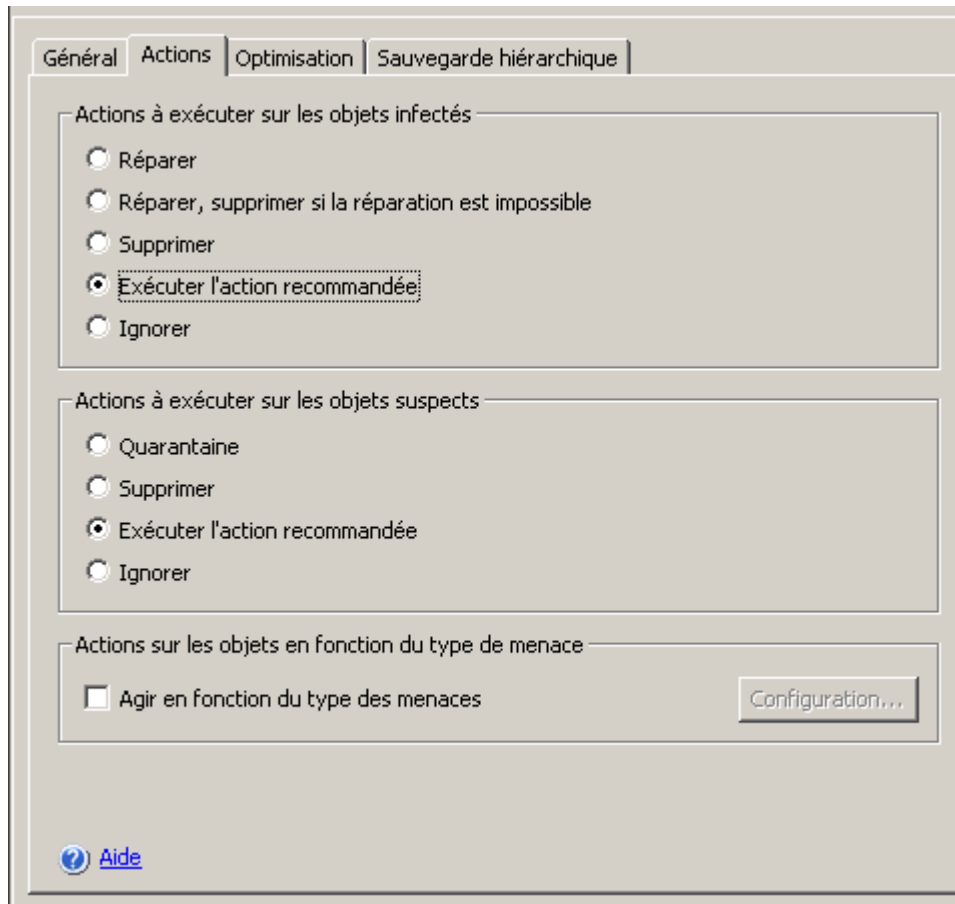 Général Actions Optimisation Sauvegarde hiérarchique
Actions à exécuter sur les objets infectés
Réparer
Réparer, supprimer si la réparation est impossible
Supprimer
Exécuter l'action recommandée
Ignorer
Actions à exécuter sur les objets suspects
Quarantaine
Supprimer
Exécuter l'action recommandée
Ignorer
Actions sur les objets en fonction du type de menace
Agir en fonction du type des menaces Configuration...
Aide